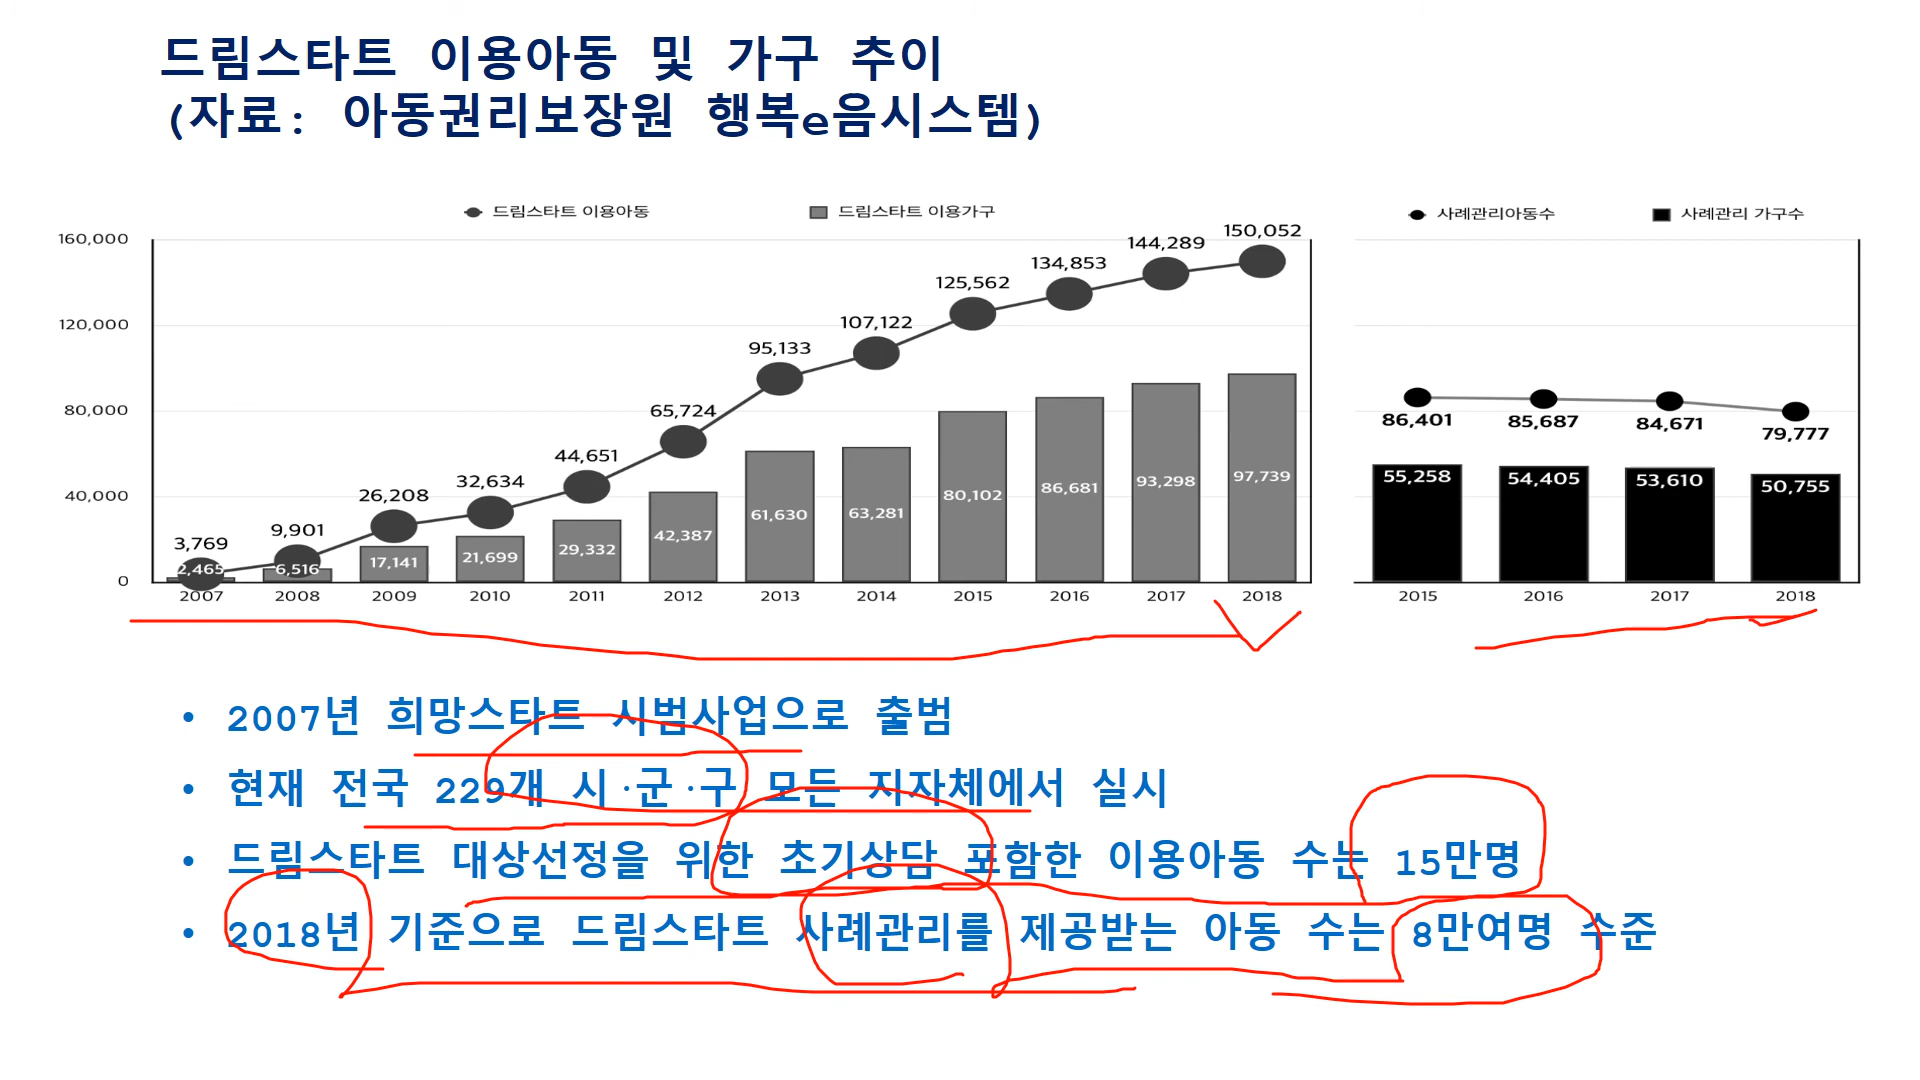 드림스타트 이용아동 및 가구 추이
(자료: 아동권리보장원 행복e음시스템)
드림스타트 이용아동 드림스타트 이용가구
160,000
120,000
80,000
40,000
0
3,769 9,901 26,208 32,634 44,651 65,724 95,133 107,122 125,562 134,853 144,289 150,052
2,465 6,516 17,141 21,699 29,332 42,387 61,630 63,281 80,102 86,681 93,298 97,739
2007 2008 2009 2010 2011 2012 2013 2014 2015 2016 2017 2018
사례관리아동수 사례관리 가구수
86,401 85,687 84,671 79,777
55,258 54,405 53,610 50,755
2015 2016 2017 2018
• 2007년 희망스타트 시범사업으로 출범
• 현재 전국 229개 시·군·구 모든 지자체에서 실시
• 드림스타트 대상선정을 위한 초기상담 포함한 이용아동 수는 15만명
• 2018년 기준으로 드림스타트 사례관리를 제공받는 아동 수는 8만여명 수준